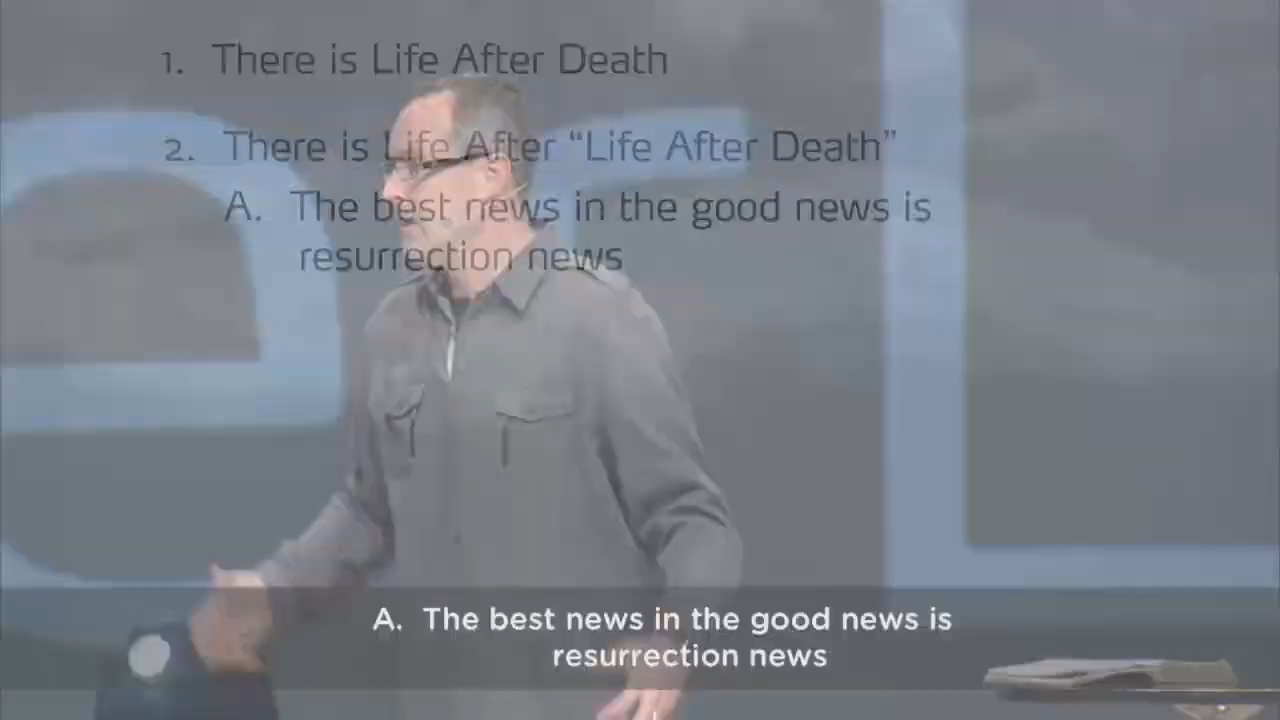 1. There is Life After Death
2. There is Life After “Life After Death”
A. The best news in the good news is
resurrection news
A. The best news in the good news is
resurrection news